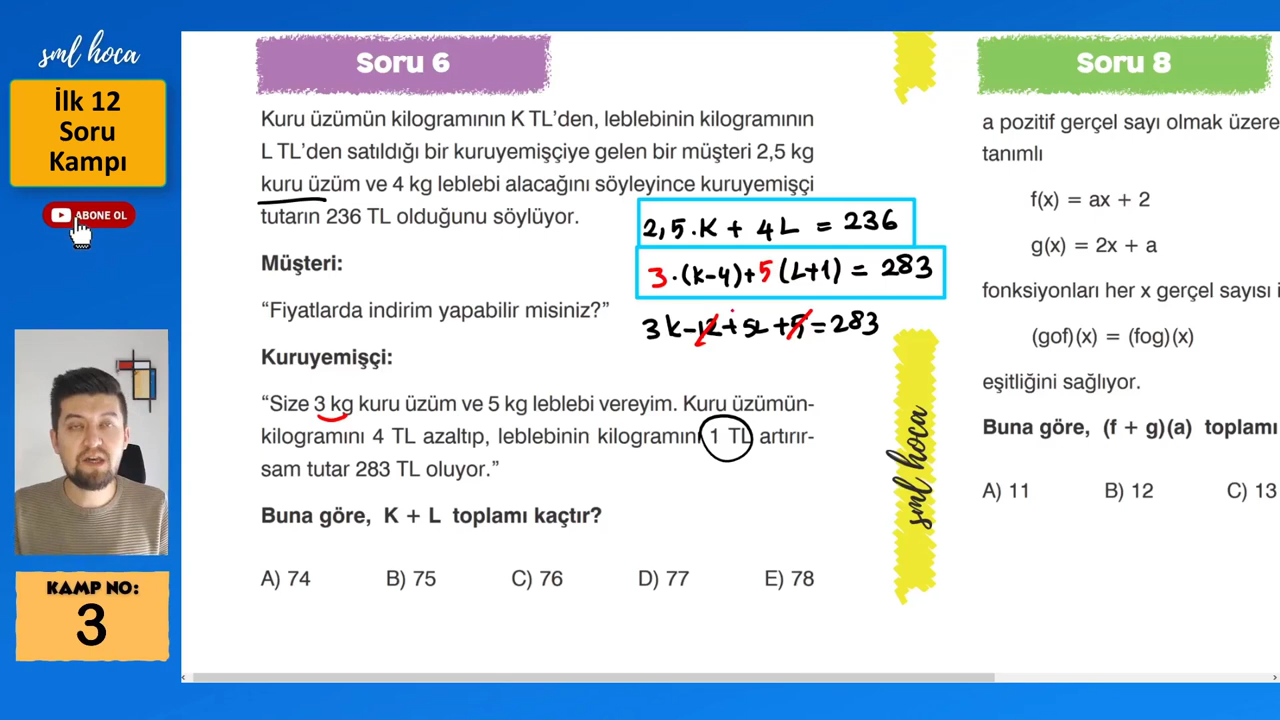 sml hoca
İlk 12
Soru
Kampı
ABONE OL
KAMP NO:
3
Soru 6
Kuru üzümün kilogramının K TL'den, leblebinin kilogramının
L TL'den satıldığı bir kuruyemişçiye gelen bir müşteri 2,5 kg
kuru üzüm ve 4 kg leblebi alacağını söyleyince kuruyemişçi
tutarın 236 TL olduğunu söylüyor.
2,5·K + 4L = 236
Müşteri:
3·(K-4)+5(L+1) = 283
"Fiyatlarda indirim yapabilir misiniz?"
3K-12+5L+5=283
Kuruyemişçi:
"Size 3 kg kuru üzüm ve 5 kg leblebi vereyim. Kuru üzümün-
kilogramını 4 TL azaltıp, leblebinin kilogramını 1 TL artırır-
sam tutar 283 TL oluyor."
Buna göre, K + L toplamı kaçtır?
A) 74 B) 75 C) 76 D) 77 E) 78
sml hoca
Soru 8
a pozitif gerçel sayı olmak üzere
tanımlı
f(x) = ax + 2
g(x) = 2x + a
fonksiyonları her x gerçel sayısı i
(gof)(x) = (fog)(x)
eşitliğini sağlıyor.
Buna göre, (f + g)(a) toplamı
A) 11 B) 12 C) 13